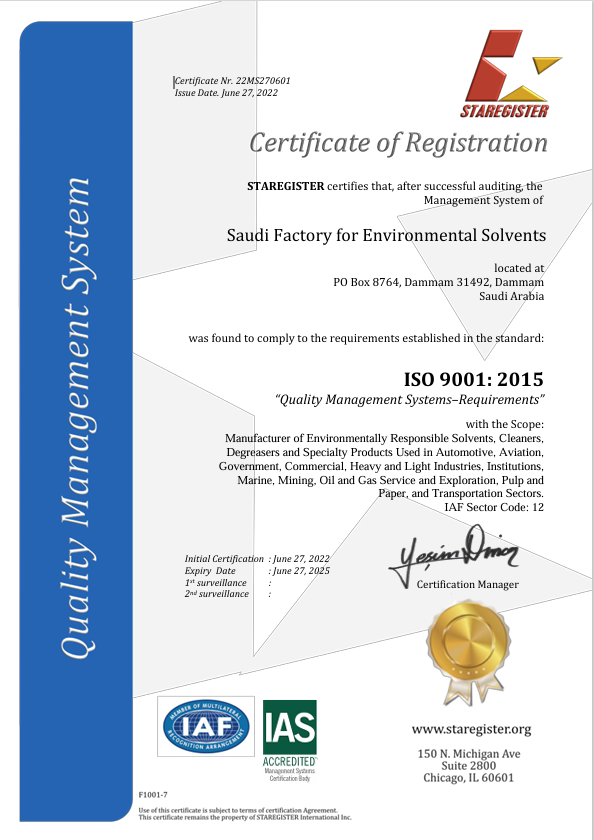 Certificate Nr. 22MS270601
Issue Date. June 27, 2022
STAREGISTER
Certificate of Registration
STAREGISTER certifies that, after successful auditing, the
Management System of
Saudi Factory for Environmental Solvents
located at
PO Box 8764, Dammam 31492, Dammam
Saudi Arabia
was found to comply to the requirements established in the standard:
ISO 9001: 2015
“Quality Management Systems–Requirements”
with the Scope:
Manufacturer of Environmentally Responsible Solvents, Cleaners,
Degreasers and Specialty Products Used in Automotive, Aviation,
Government, Commercial, Heavy and Light Industries, Institutions,
Marine, Mining, Oil and Gas Service and Exploration, Pulp and
Paper, and Transportation Sectors.
IAF Sector Code: 12
Initial Certification : June 27, 2022
Expiry Date : June 27, 2025
1st surveillance :
2nd surveillance :
Certification Manager
Quality Management System
MEMBER OF MULTILATERAL
RECOGNITION ARRANGEMENT
IAF
IAS
ACCREDITED
Management Systems
Certification Body
www.staregister.org
150 N. Michigan Ave
Suite 2800
Chicago, IL 60601
F1001-7
Use of this certificate is subject to terms of certification Agreement.
This certificate remains the property of STAREGISTER International Inc.